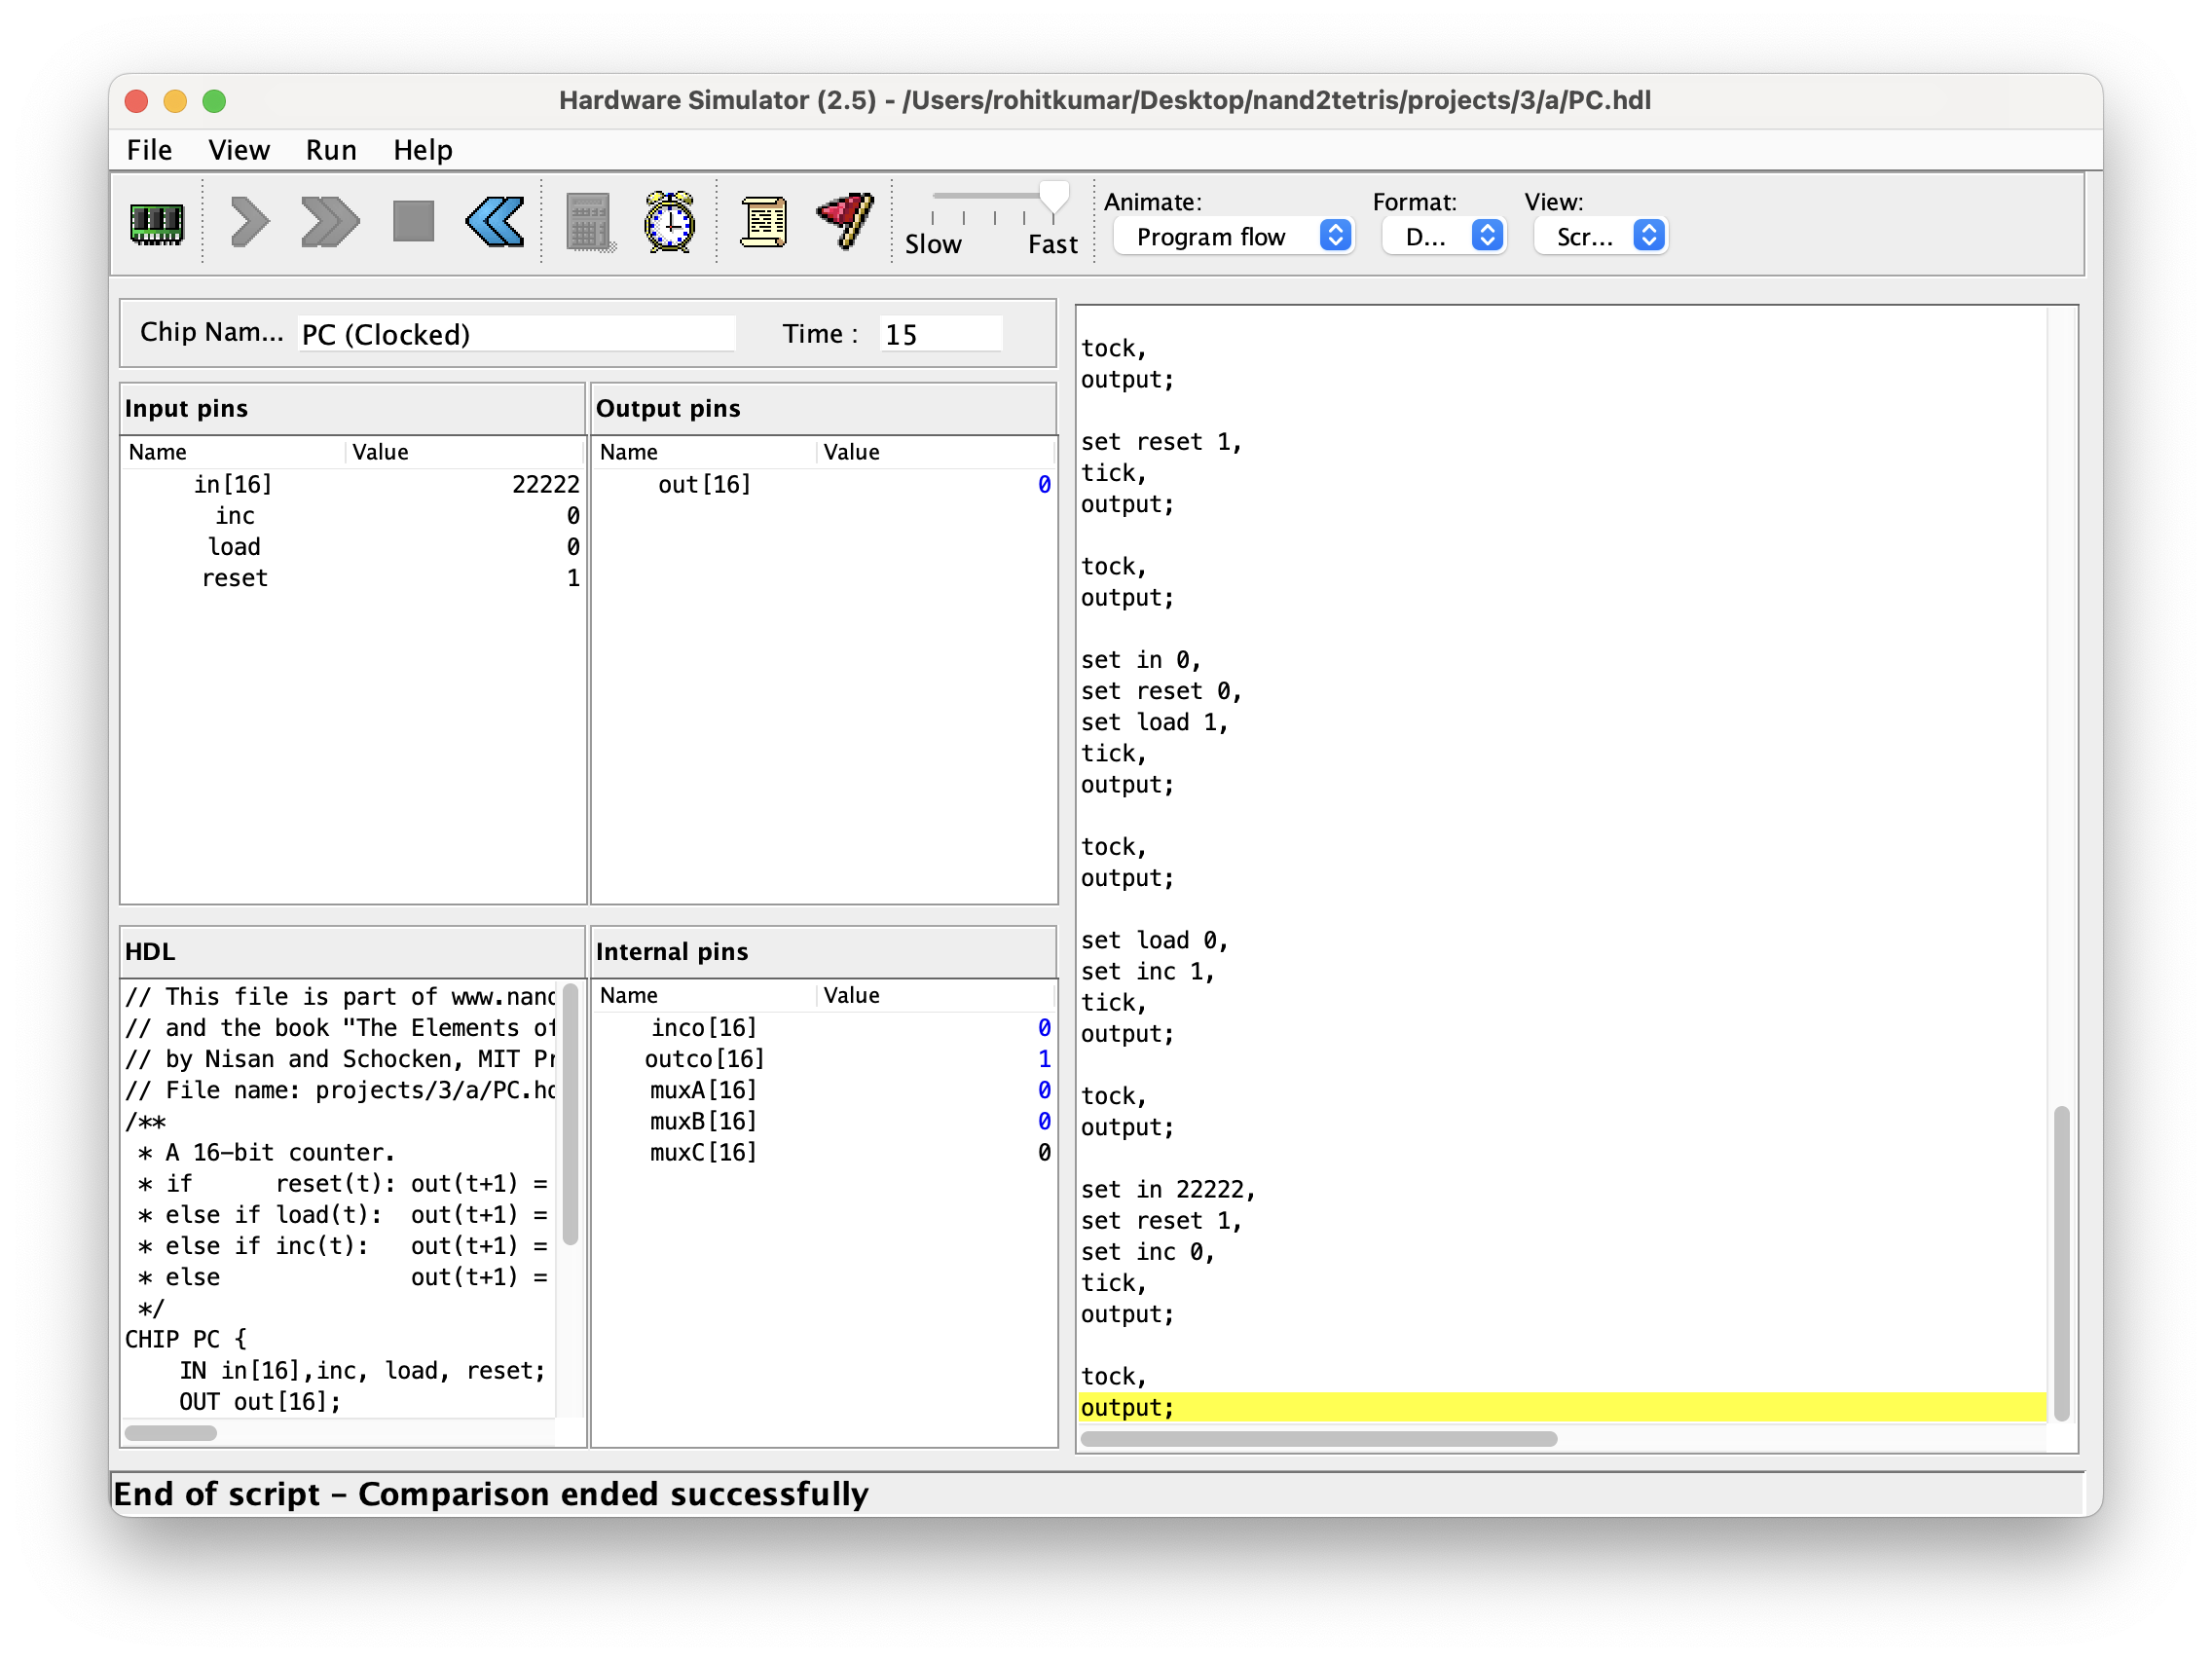 Hardware Simulator (2.5) - /Users/rohitkumar/Desktop/nand2tetris/projects/3/a/PC.hdl
File View Run Help
Slow Fast
Animate: Format: View:
Program flow D... Scr...
Chip Nam... PC (Clocked) Time : 15
Input pins
Name Value
in[16] 22222
inc 0
load 0
reset 1
Output pins
Name Value
out[16] 0
HDL
// This file is part of www.nand
// and the book "The Elements of
// by Nisan and Schocken, MIT Pr
// File name: projects/3/a/PC.hd
/**
* A 16-bit counter.
* if reset(t): out(t+1) =
* else if load(t): out(t+1) =
* else if inc(t): out(t+1) =
* else out(t+1) =
*/
CHIP PC {
IN in[16],inc, load, reset;
OUT out[16];
Internal pins
Name Value
inco[16] 0
outco[16] 1
muxA[16] 0
muxB[16] 0
muxC[16] 0
tock,
output;
set reset 1,
tick,
output;
tock,
output;
set in 0,
set reset 0,
set load 1,
tick,
output;
tock,
output;
set load 0,
set inc 1,
tick,
output;
tock,
output;
set in 22222,
set reset 1,
set inc 0,
tick,
output;
tock,
output;
End of script - Comparison ended successfully